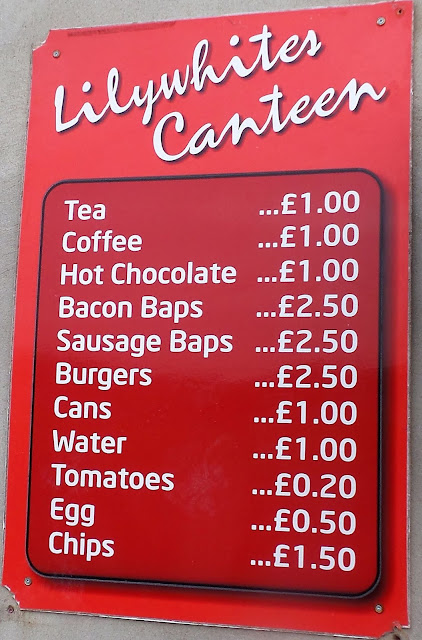 Lilywhites
Canteen
Tea ...£1.00
Coffee ...£1.00
Hot Chocolate ...£1.00
Bacon Baps ...£2.50
Sausage Baps ...£2.50
Burgers ...£2.50
Cans ...£1.00
Water ...£1.00
Tomatoes ...£0.20
Egg ...£0.50
Chips ...£1.50